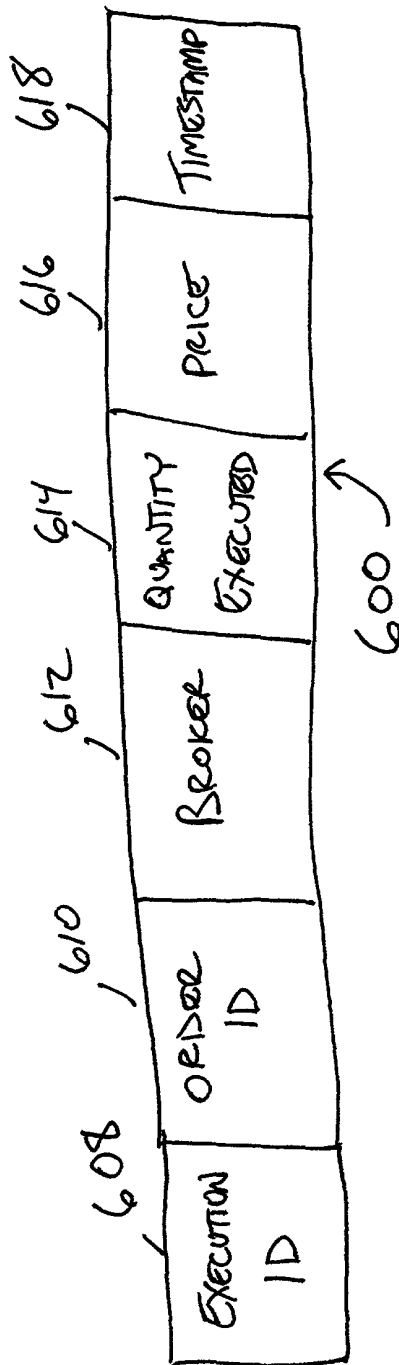 608 610 612 614 616 618
EXECUTION ID
ORDER ID
BROKER
QUANTITY EXECUTED
PRICE
TIMESTAMP
600